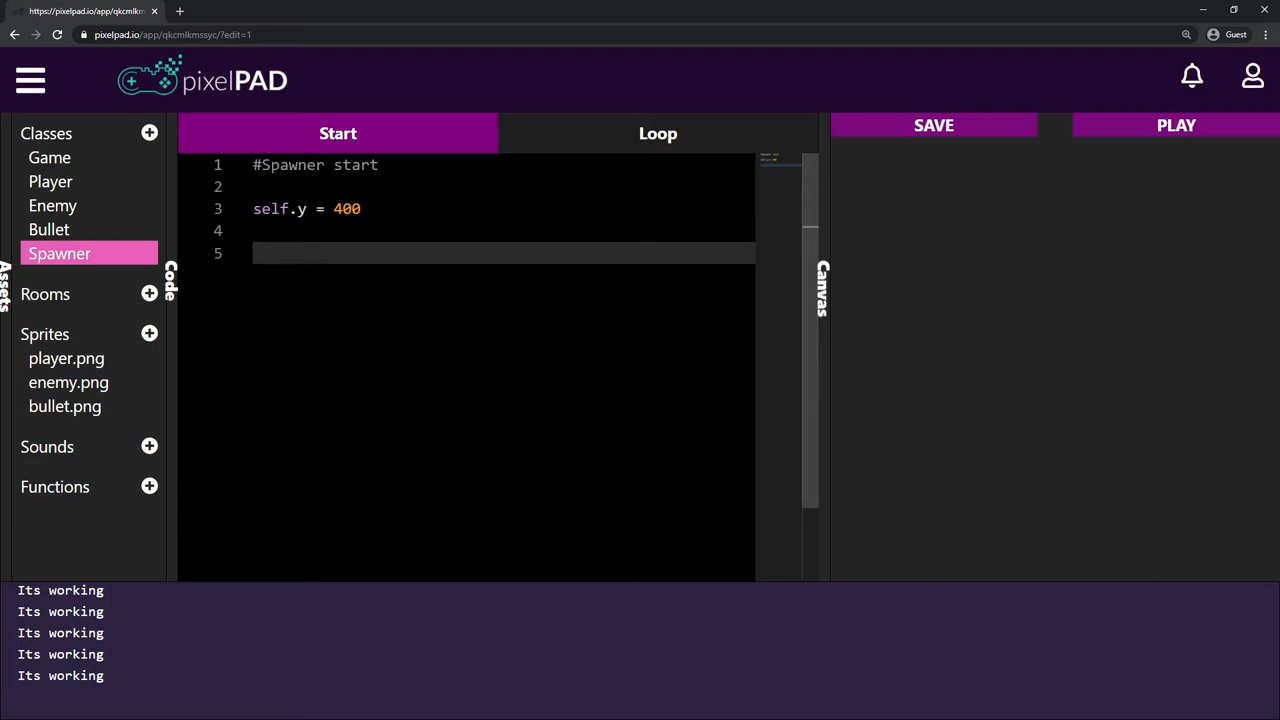 https://pixelpad.io/app/qkcmlkm
pixelpad.io/app/qkcmlkmssyc/?edit=1
Guest
pixelPAD
Classes
Game
Player
Enemy
Bullet
Spawner
Rooms
Sprites
player.png
enemy.png
bullet.png
Sounds
Functions
Assets
Code
Start
Loop
1 #Spawner start
2
3 self.y = 400
4
5
Canvas
SAVE
PLAY
Its working
Its working
Its working
Its working
Its working